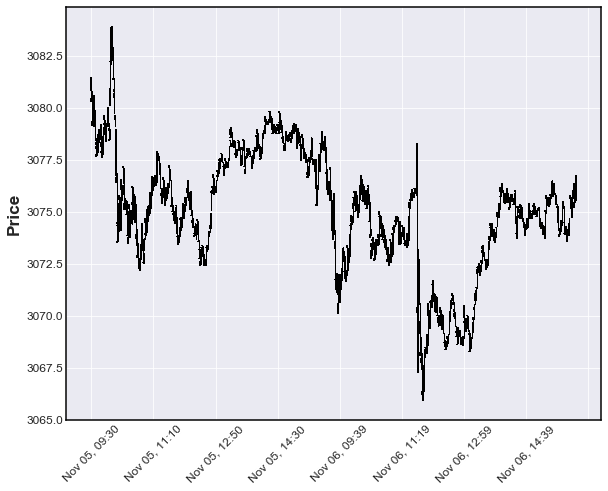 Price
3082.5
3080.0
3077.5
3075.0
3072.5
3070.0
3067.5
3065.0
Nov 05, 09:30
Nov 05, 11:10
Nov 05, 12:50
Nov 05, 14:30
Nov 06, 09:39
Nov 06, 11:19
Nov 06, 12:59
Nov 06, 14:39